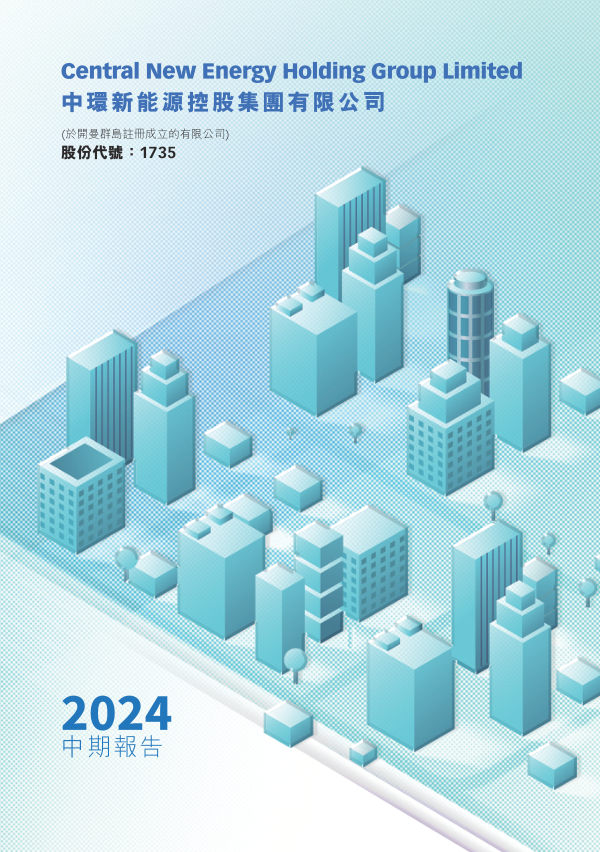 Central New Energy Holding Group Limited
中環新能源控股集團有限公司
(於開曼群島註冊成立的有限公司)
股份代號：1735
2024
中期報告